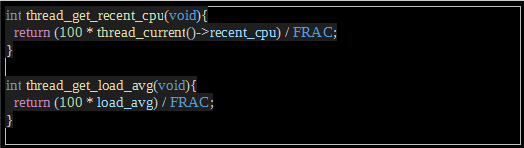 int thread_get_recent_cpu(void){
return (100 * thread_current()->recent_cpu) / FRAC;
}
int thread_get_load_avg(void){
return (100 * load_avg) / FRAC;
}